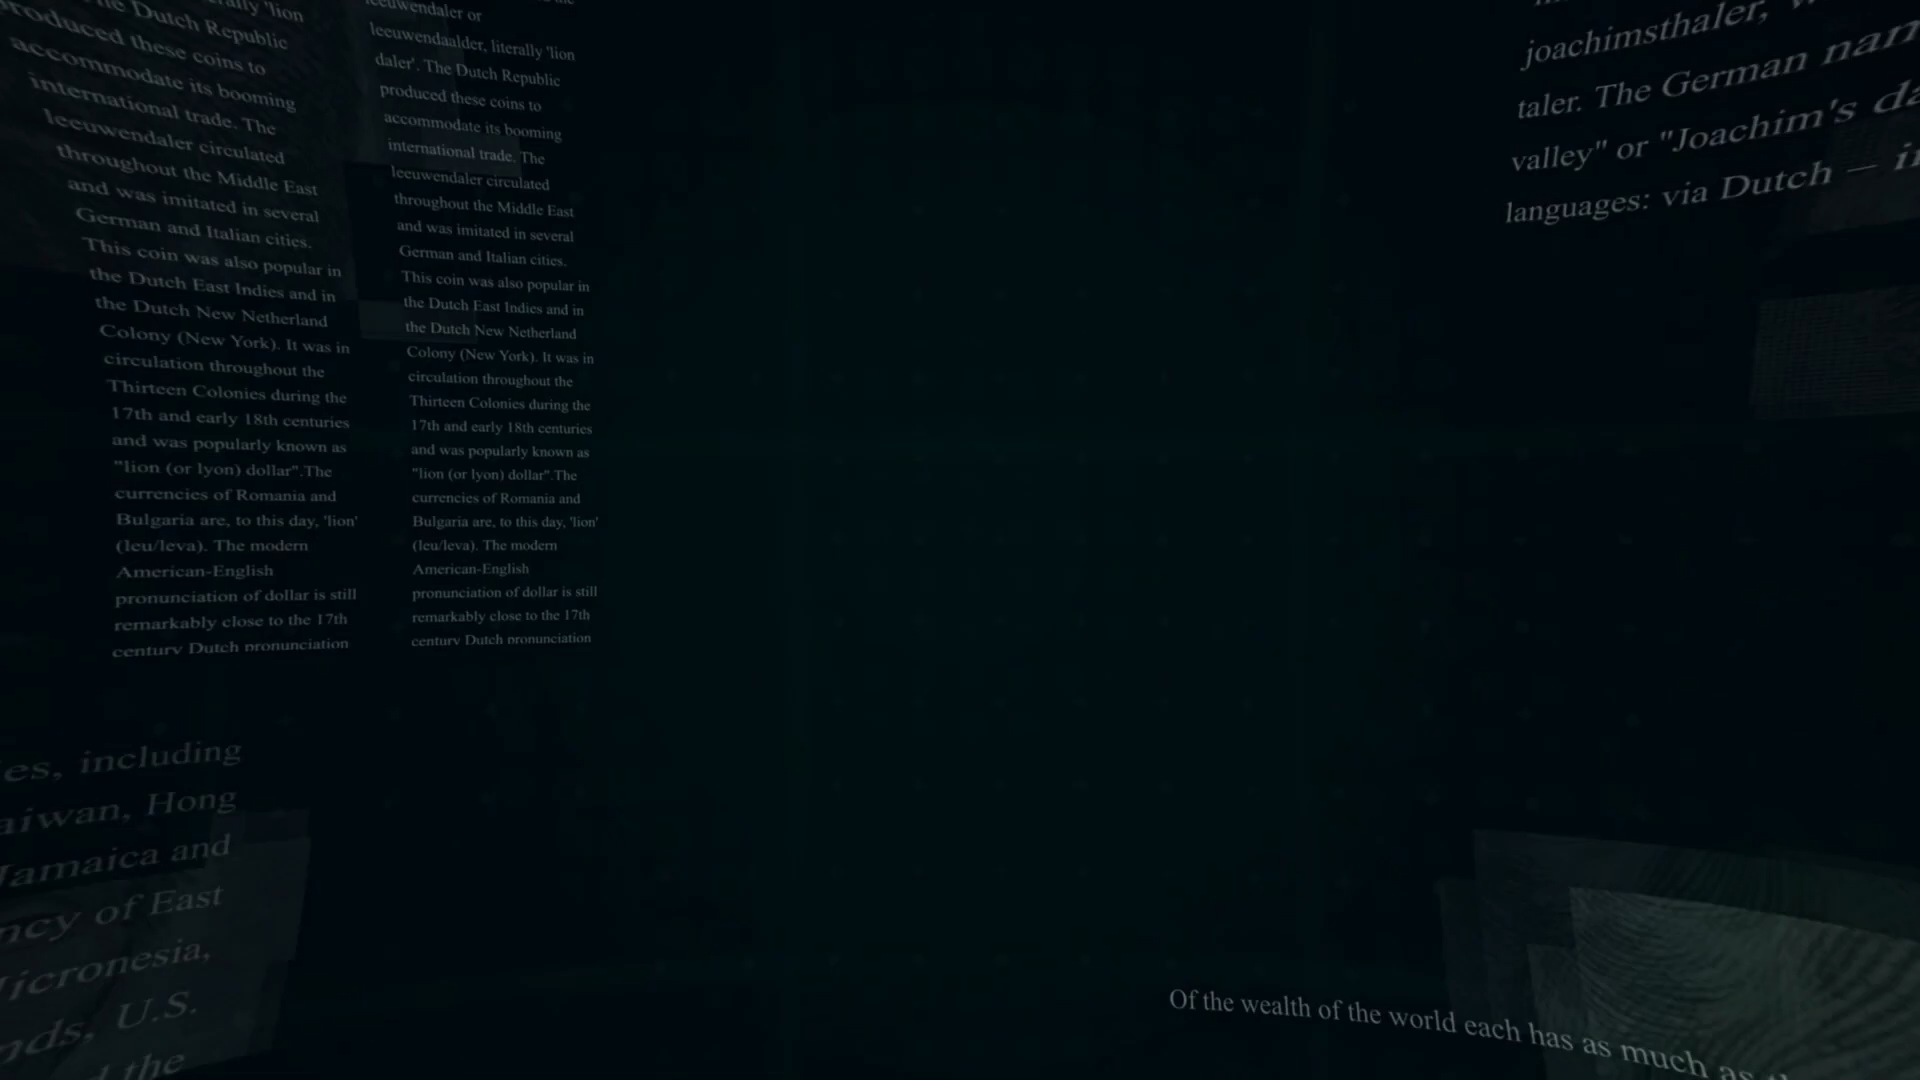 'lion
Dutch Republic
produced these coins to
accommodate its booming
international trade. The
leeuwendaler circulated
throughout the Middle East
and was imitated in several
German and Italian cities.
This coin was also popular in
the Dutch East Indies and in
the Dutch New Netherland
Colony (New York). It was in
circulation throughout the
Thirteen Colonies during the
17th and early 18th centuries
and was popularly known as
"lion (or lyon) dollar".The
currencies of Romania and
Bulgaria are, to this day, 'lion'
(leu/leva). The modern
American-English
pronunciation of dollar is still
remarkably close to the 17th
century Dutch pronunciation
leeuwendaler or
leeuwendaalder, literally 'lion
daler'. The Dutch Republic
produced these coins to
accommodate its booming
international trade. The
leeuwendaler circulated
throughout the Middle East
and was imitated in several
German and Italian cities.
This coin was also popular in
the Dutch East Indies and in
the Dutch New Netherland
Colony (New York). It was in
circulation throughout the
Thirteen Colonies during the
17th and early 18th centuries
and was popularly known as
"lion (or lyon) dollar".The
currencies of Romania and
Bulgaria are, to this day, 'lion'
(leu/leva). The modern
American-English
pronunciation of dollar is still
remarkably close to the 17th
century Dutch pronunciation
joachimsthaler,
taler. The German
valley" or "Joachim's
languages: via Dutch –
including
Hong
Jamaica and
of East
Micronesia,
U.S.
the
Of the wealth of the world each has as much as